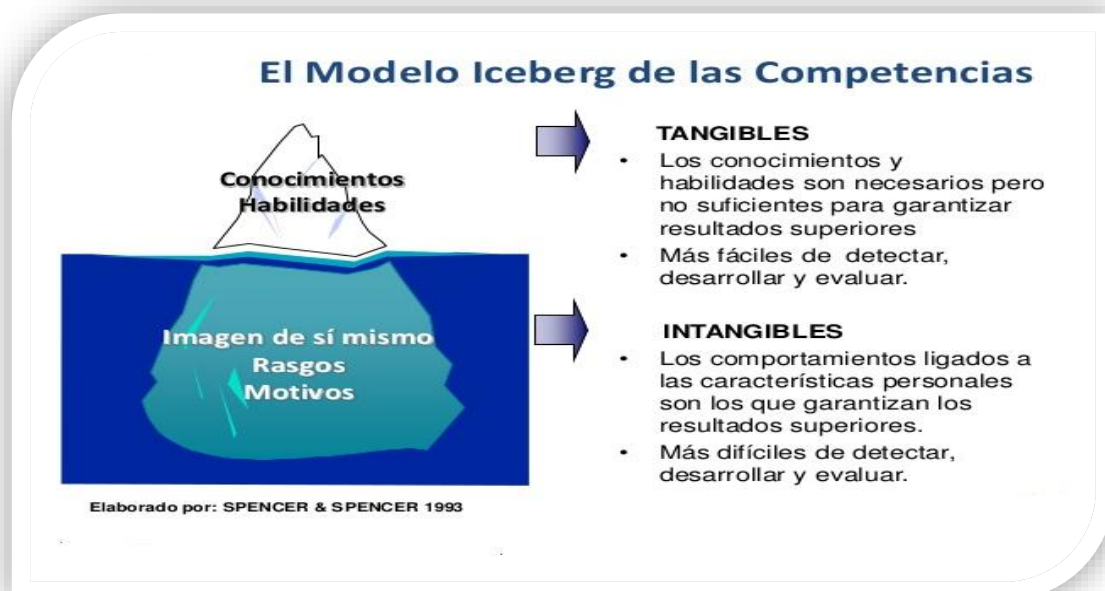 El Modelo Iceberg de las Competencias
Conocimientos
Habilidades
Imagen de sí mismo
Rasgos
Motivos
Elaborado por: SPENCER & SPENCER 1993
TANGIBLES
• Los conocimientos y
habilidades son necesarios pero
no suficientes para garantizar
resultados superiores
• Más fáciles de detectar,
desarrollar y evaluar.
INTANGIBLES
• Los comportamientos ligados a
las características personales
son los que garantizan los
resultados superiores.
• Más difíciles de detectar,
desarrollar y evaluar.